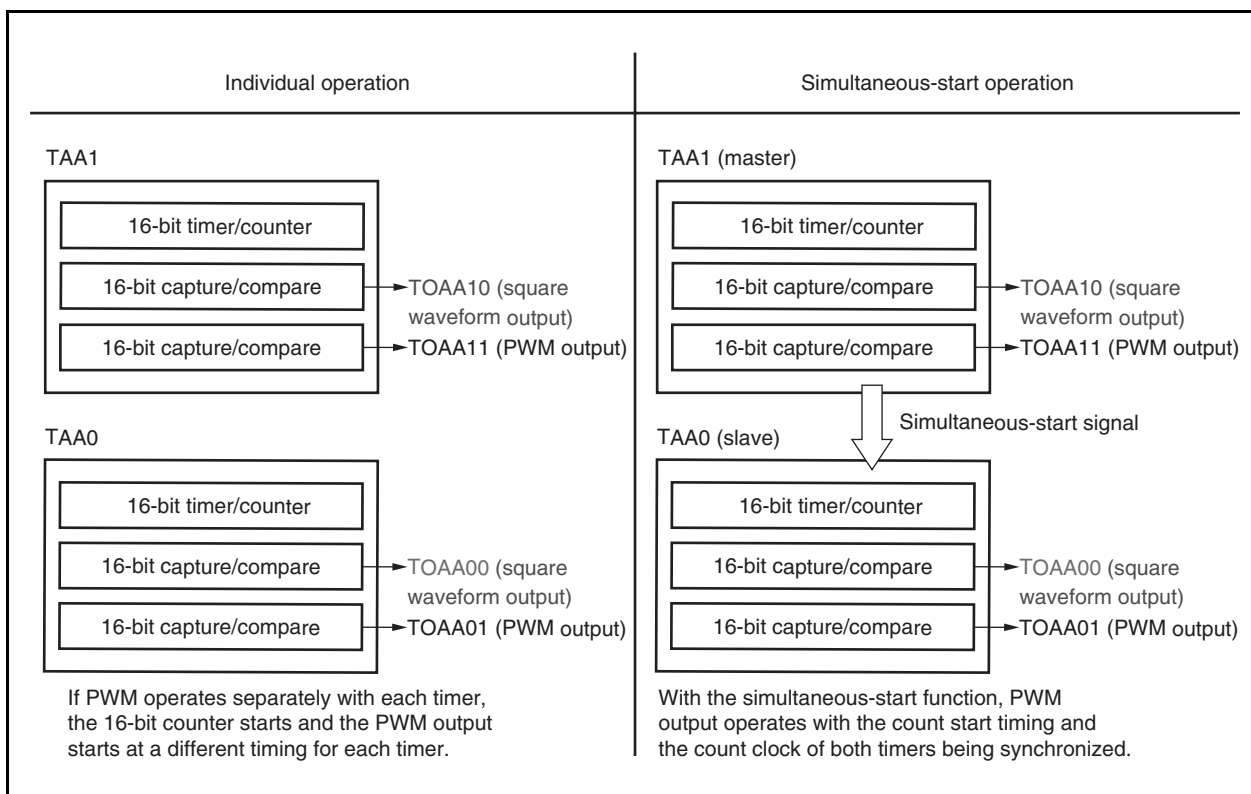 Individual operation
TAA1
16-bit timer/counter
16-bit capture/compare
TOAA10 (square
waveform output)
16-bit capture/compare
TOAA11 (PWM output)
TAA0
16-bit timer/counter
16-bit capture/compare
TOAA00 (square
waveform output)
16-bit capture/compare
TOAA01 (PWM output)
If PWM operates separately with each timer,
the 16-bit counter starts and the PWM output
starts at a different timing for each timer.
Simultaneous-start operation
TAA1 (master)
16-bit timer/counter
16-bit capture/compare
TOAA10 (square
waveform output)
16-bit capture/compare
TOAA11 (PWM output)
Simultaneous-start signal
TAA0 (slave)
16-bit timer/counter
16-bit capture/compare
TOAA00 (square
waveform output)
16-bit capture/compare
TOAA01 (PWM output)
With the simultaneous-start function, PWM
output operates with the count start timing and
the count clock of both timers being synchronized.